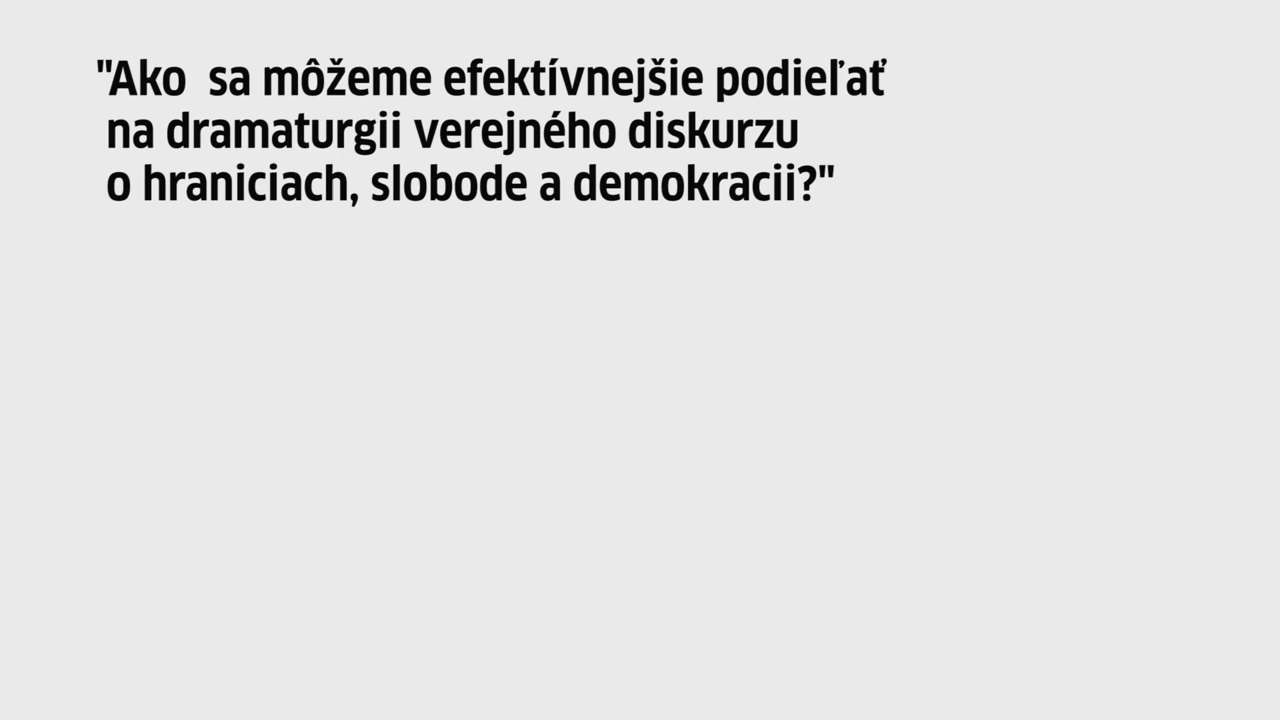 "Ako  sa môžeme efektívnejšie podieľať
na dramaturgii verejného diskurzu
o hraniciach, slobode a demokracii?"